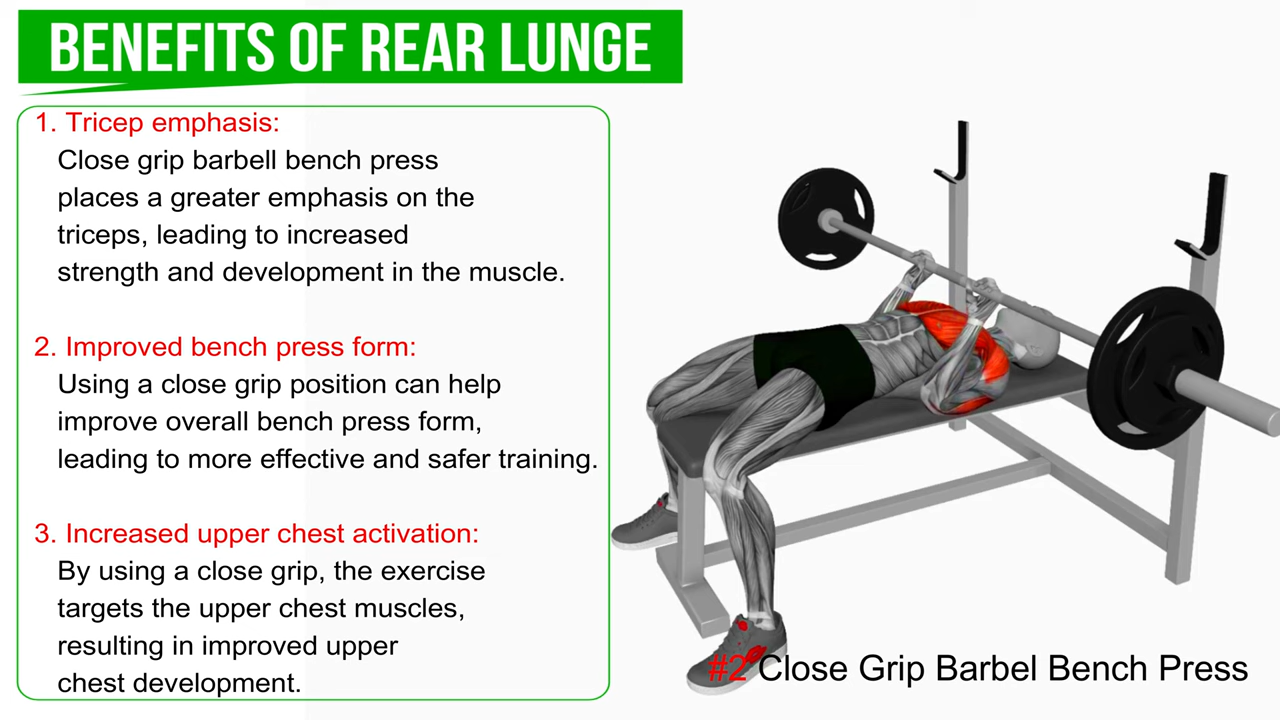 BENEFITS OF REAR LUNGE
1. Tricep emphasis:
Close grip barbell bench press
places a greater emphasis on the
triceps, leading to increased
strength and development in the muscle.
2. Improved bench press form:
Using a close grip position can help
improve overall bench press form,
leading to more effective and safer training.
3. Increased upper chest activation:
By using a close grip, the exercise
targets the upper chest muscles,
resulting in improved upper
chest development.
#2 Close Grip Barbel Bench Press